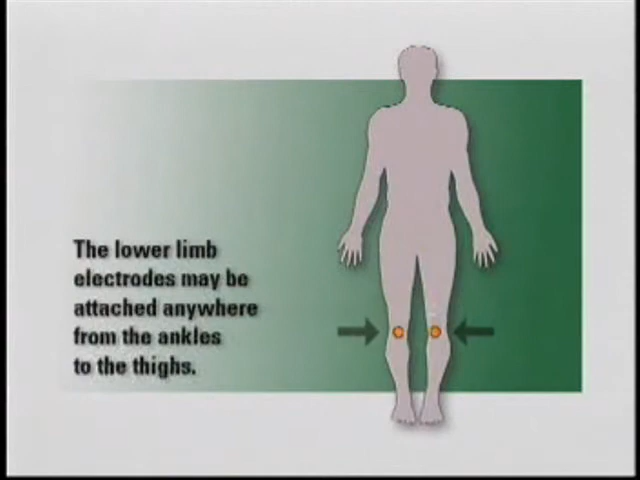 The lower limb
electrodes may be
attached anywhere
from the ankles
to the thighs.